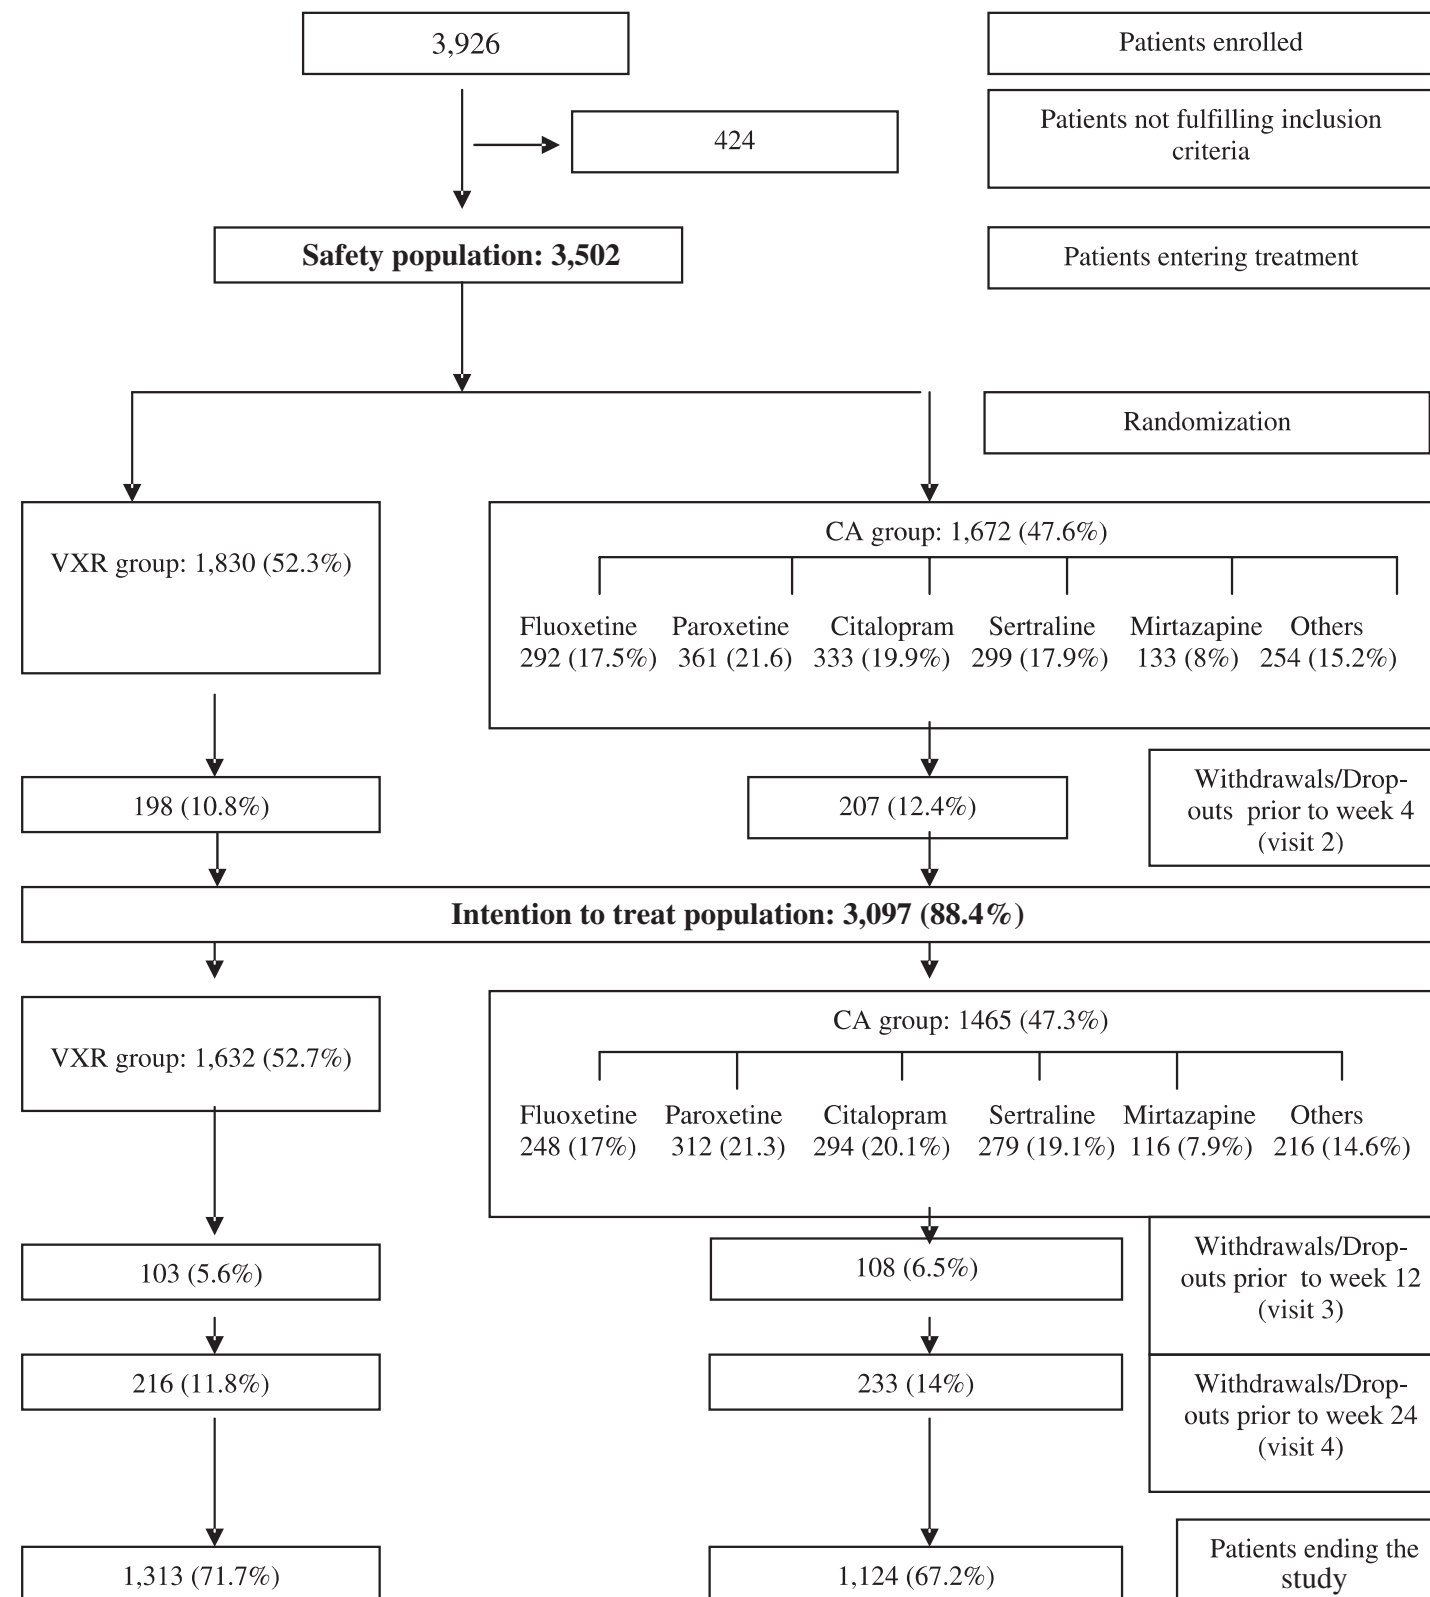 3,926
Patients enrolled
424
Patients not fulfilling inclusion
criteria
Safety population: 3,502
Patients entering treatment
Randomization
VXR group: 1,830 (52.3%)
CA group: 1,672 (47.6%)
Fluoxetine Paroxetine Citalopram Sertraline Mirtazapine Others
292 (17.5%) 361 (21.6) 333 (19.9%) 299 (17.9%) 133 (8%) 254 (15.2%)
198 (10.8%)
207 (12.4%)
Withdrawals/Drop-
outs prior to week 4
(visit 2)
Intention to treat population: 3,097 (88.4%)
VXR group: 1,632 (52.7%)
CA group: 1465 (47.3%)
Fluoxetine Paroxetine Citalopram Sertraline Mirtazapine Others
248 (17%) 312 (21.3) 294 (20.1%) 279 (19.1%) 116 (7.9%) 216 (14.6%)
103 (5.6%)
108 (6.5%)
Withdrawals/Drop-
outs prior to week 12
(visit 3)
216 (11.8%)
233 (14%)
Withdrawals/Drop-
outs prior to week 24
(visit 4)
1,313 (71.7%)
1,124 (67.2%)
Patients ending the
study